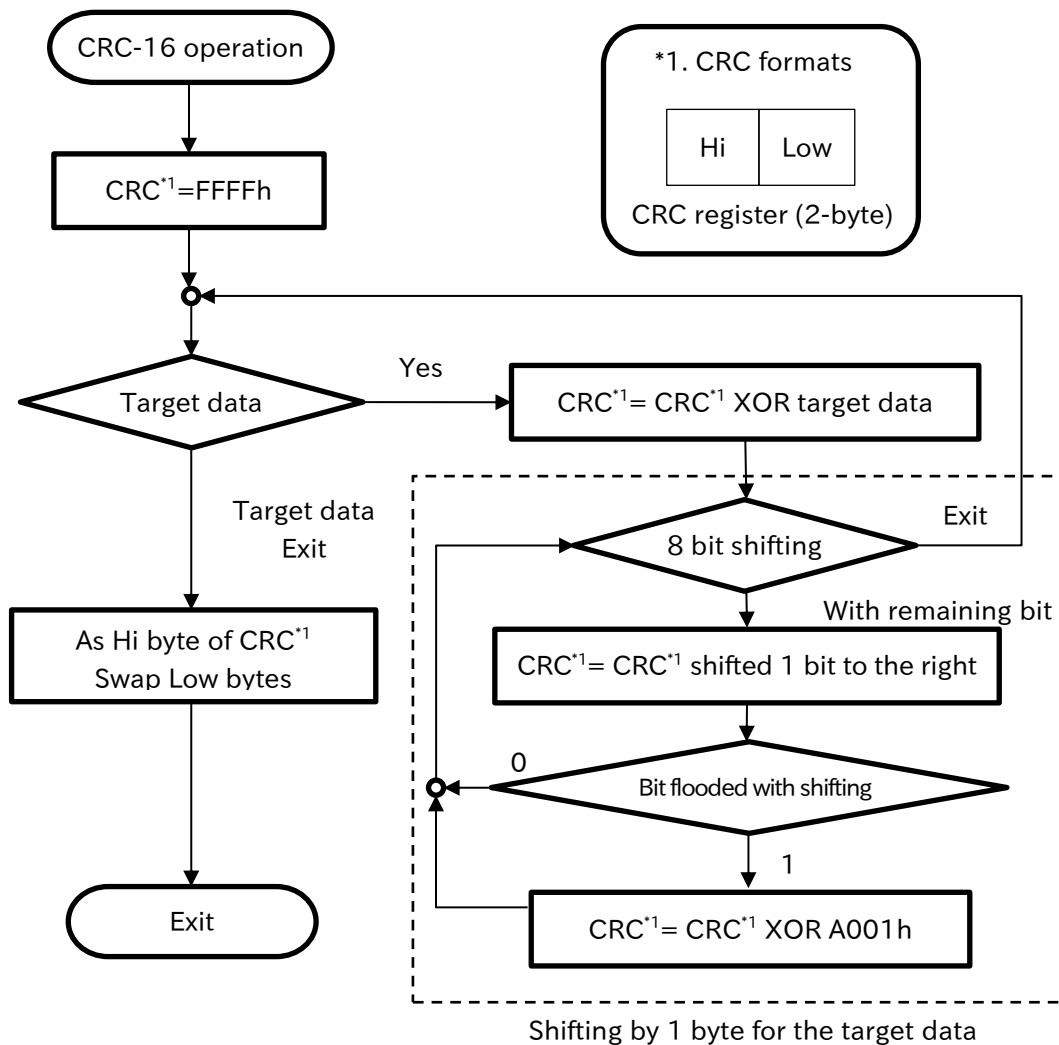 CRC-16 operation
*1. CRC formats
Hi Low
CRC register (2-byte)
CRC*1=FFFFh
Target data
Yes
CRC*1= CRC*1 XOR target data
Target data
Exit
8 bit shifting
Exit
With remaining bit
As Hi byte of CRC*1
Swap Low bytes
CRC*1= CRC*1 shifted 1 bit to the right
Bit flooded with shifting
0
1
CRC*1= CRC*1 XOR A001h
Exit
Shifting by 1 byte for the target data